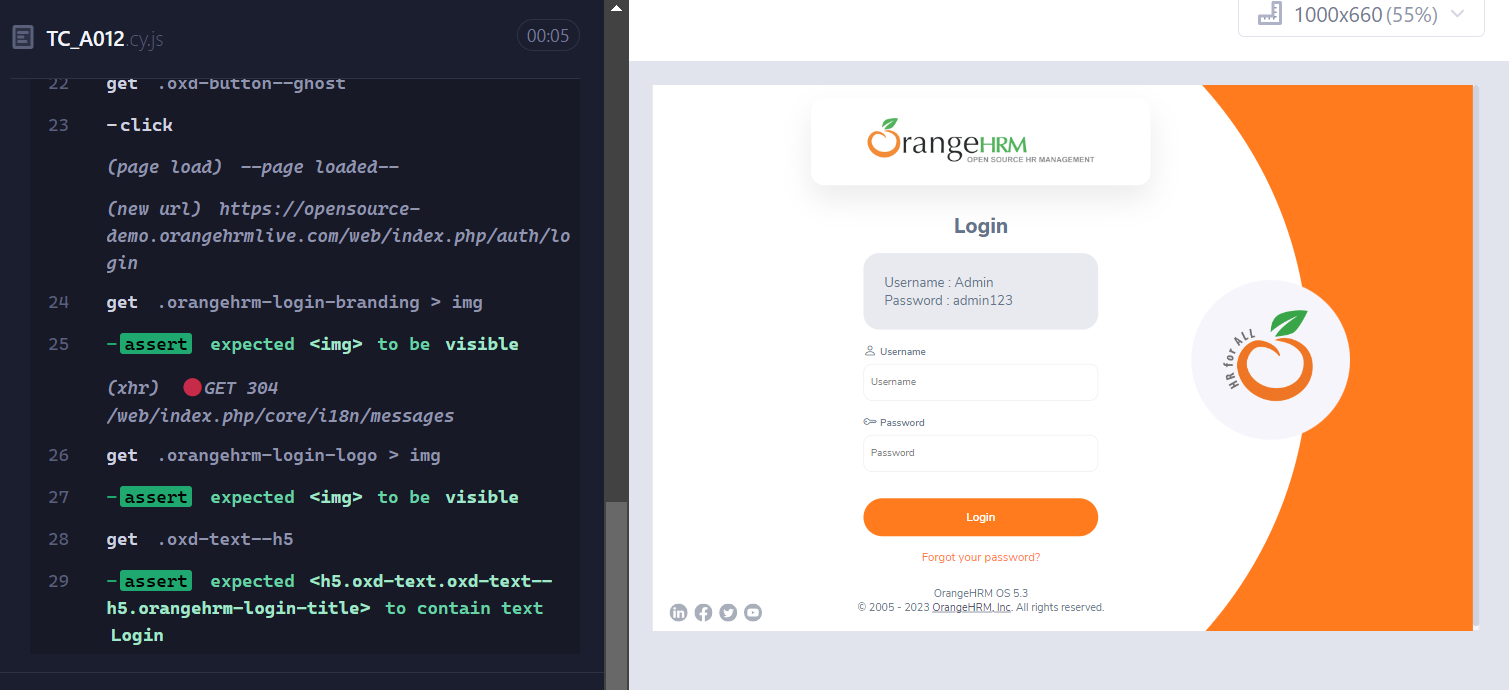 TC_A012.cy.js
00:05
22 get .oxd-button--ghost
23 -click
(page load) --page loaded--
(new url) https://opensource-
demo.orangehrmlive.com/web/index.php/auth/lo
gin
24 get .orangehrm-login-branding > img
25 -assert expected <img> to be visible
(xhr) GET 304
/web/index.php/core/i18n/messages
26 get .orangehrm-login-logo > img
27 -assert expected <img> to be visible
28 get .oxd-text--h5
29 -assert expected <h5.oxd-text.oxd-text--
h5.orangehrm-login-title> to contain text
Login
1000x660 (55%)
OrangeHRM
OPEN SOURCE HR MANAGEMENT
Login
Username : Admin
Password : admin123
Username
Username
Password
Password
Login
Forgot your password?
OrangeHRM OS 5.3
© 2005 - 2023 OrangeHRM, Inc. All rights reserved.
HR for ALL